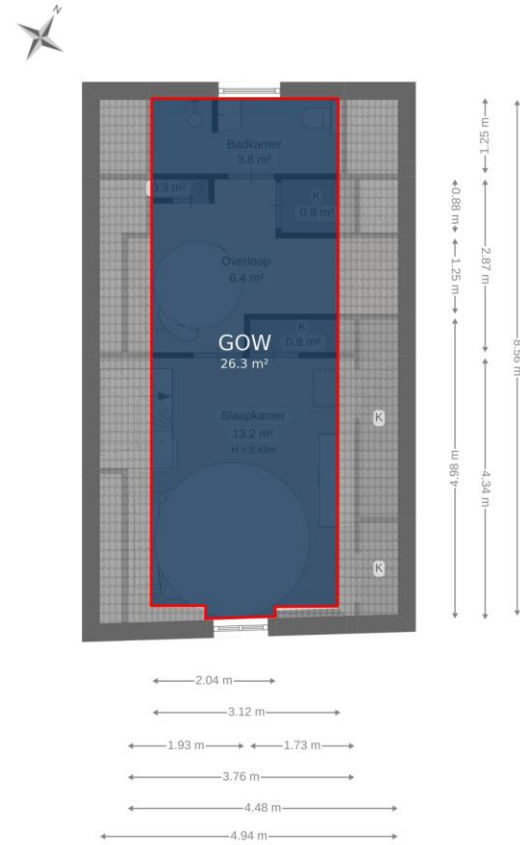 N
Badkamer
3.8 m²
0.3 m²
K
0.8 m²
Overloop
6.4 m²
GOW
26.3 m²
K
0.8 m²
Slaapkamer
13.2 m²
H = 2.42m
K
K
1.25 m
0.88 m
2.87 m
1.25 m
8.56 m
4.98 m
4.34 m
2.04 m
3.12 m
1.93 m
1.73 m
3.76 m
4.48 m
4.94 m